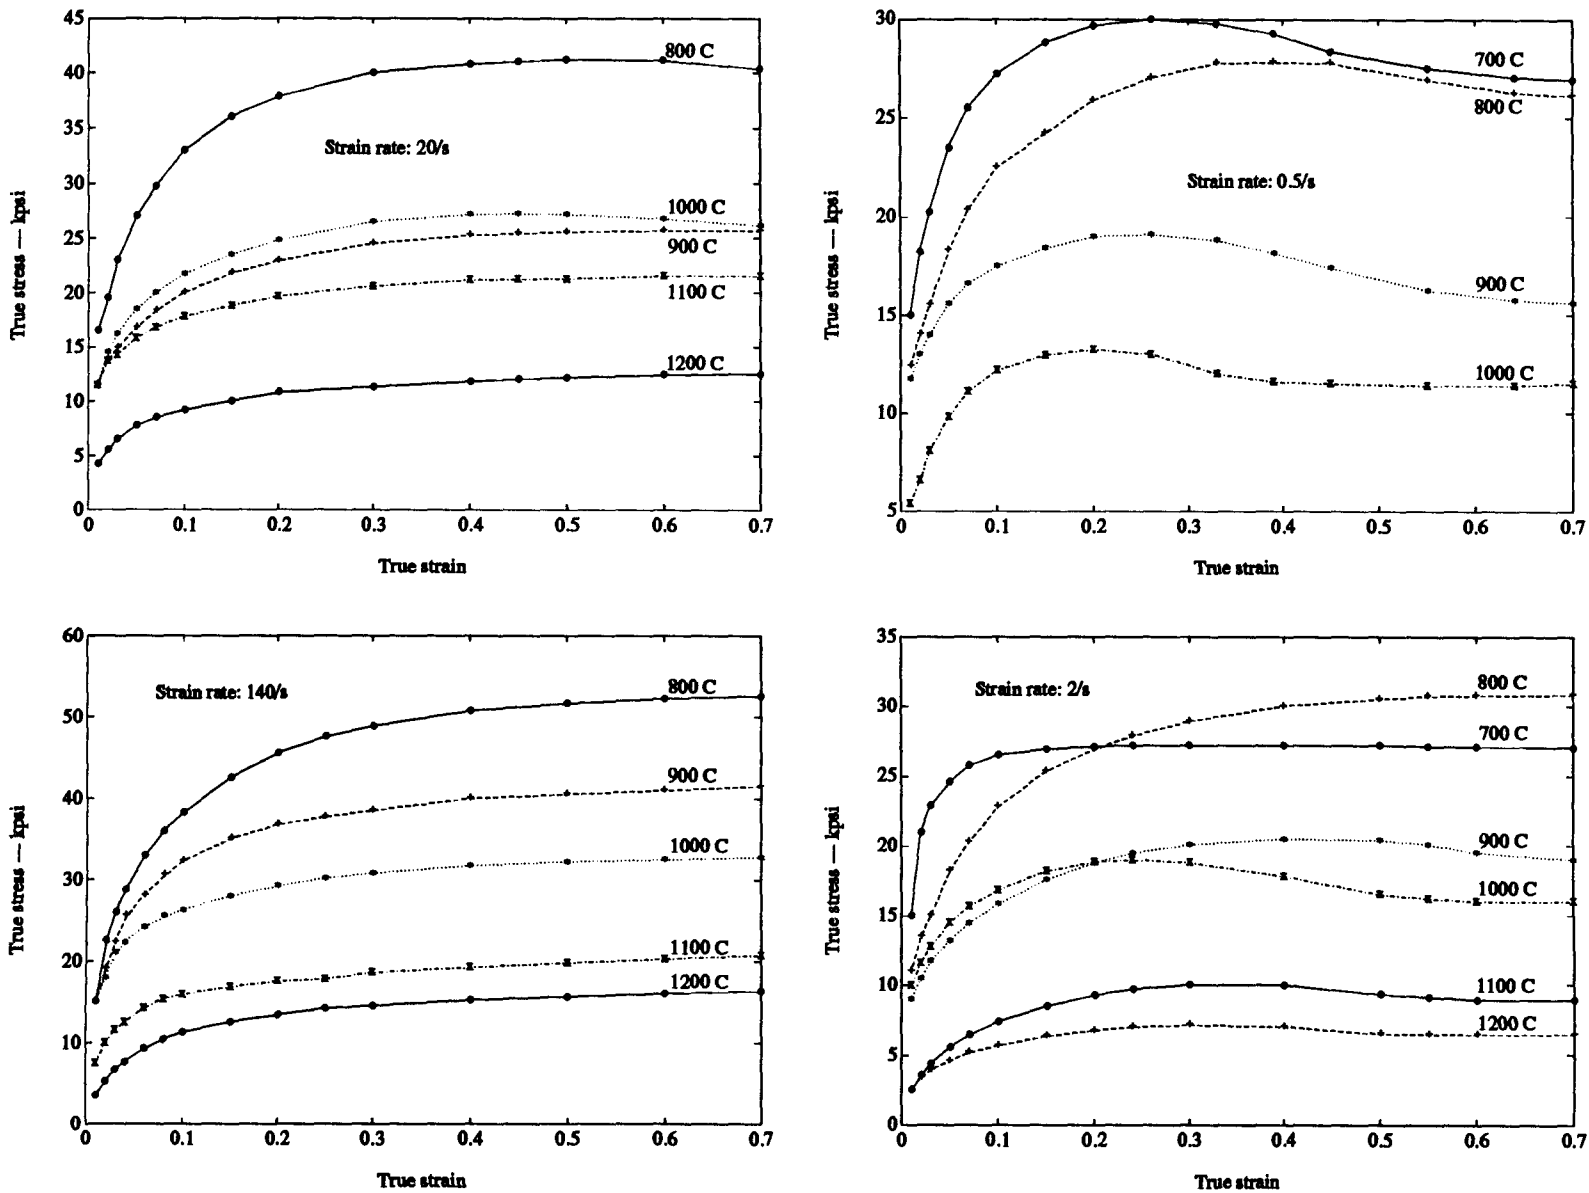 45
40
35
30
25
20
15
10
5
0
True stress — kpsi
Strain rate: 20/s
800 C
1000 C
900 C
1100 C
1200 C
0 0.1 0.2 0.3 0.4 0.5 0.6 0.7
True strain
30
25
20
15
10
5
True stress — kpsi
700 C
800 C
Strain rate: 0.5/s
900 C
1000 C
0 0.1 0.2 0.3 0.4 0.5 0.6 0.7
True strain
60
50
40
30
20
10
0
True stress — kpsi
Strain rate: 140/s
800 C
900 C
1000 C
1100 C
1200 C
0 0.1 0.2 0.3 0.4 0.5 0.6 0.7
True strain
35
30
25
20
15
10
5
0
True stress — kpsi
Strain rate: 2/s
800 C
700 C
900 C
1000 C
1100 C
1200 C
0 0.1 0.2 0.3 0.4 0.5 0.6 0.7
True strain